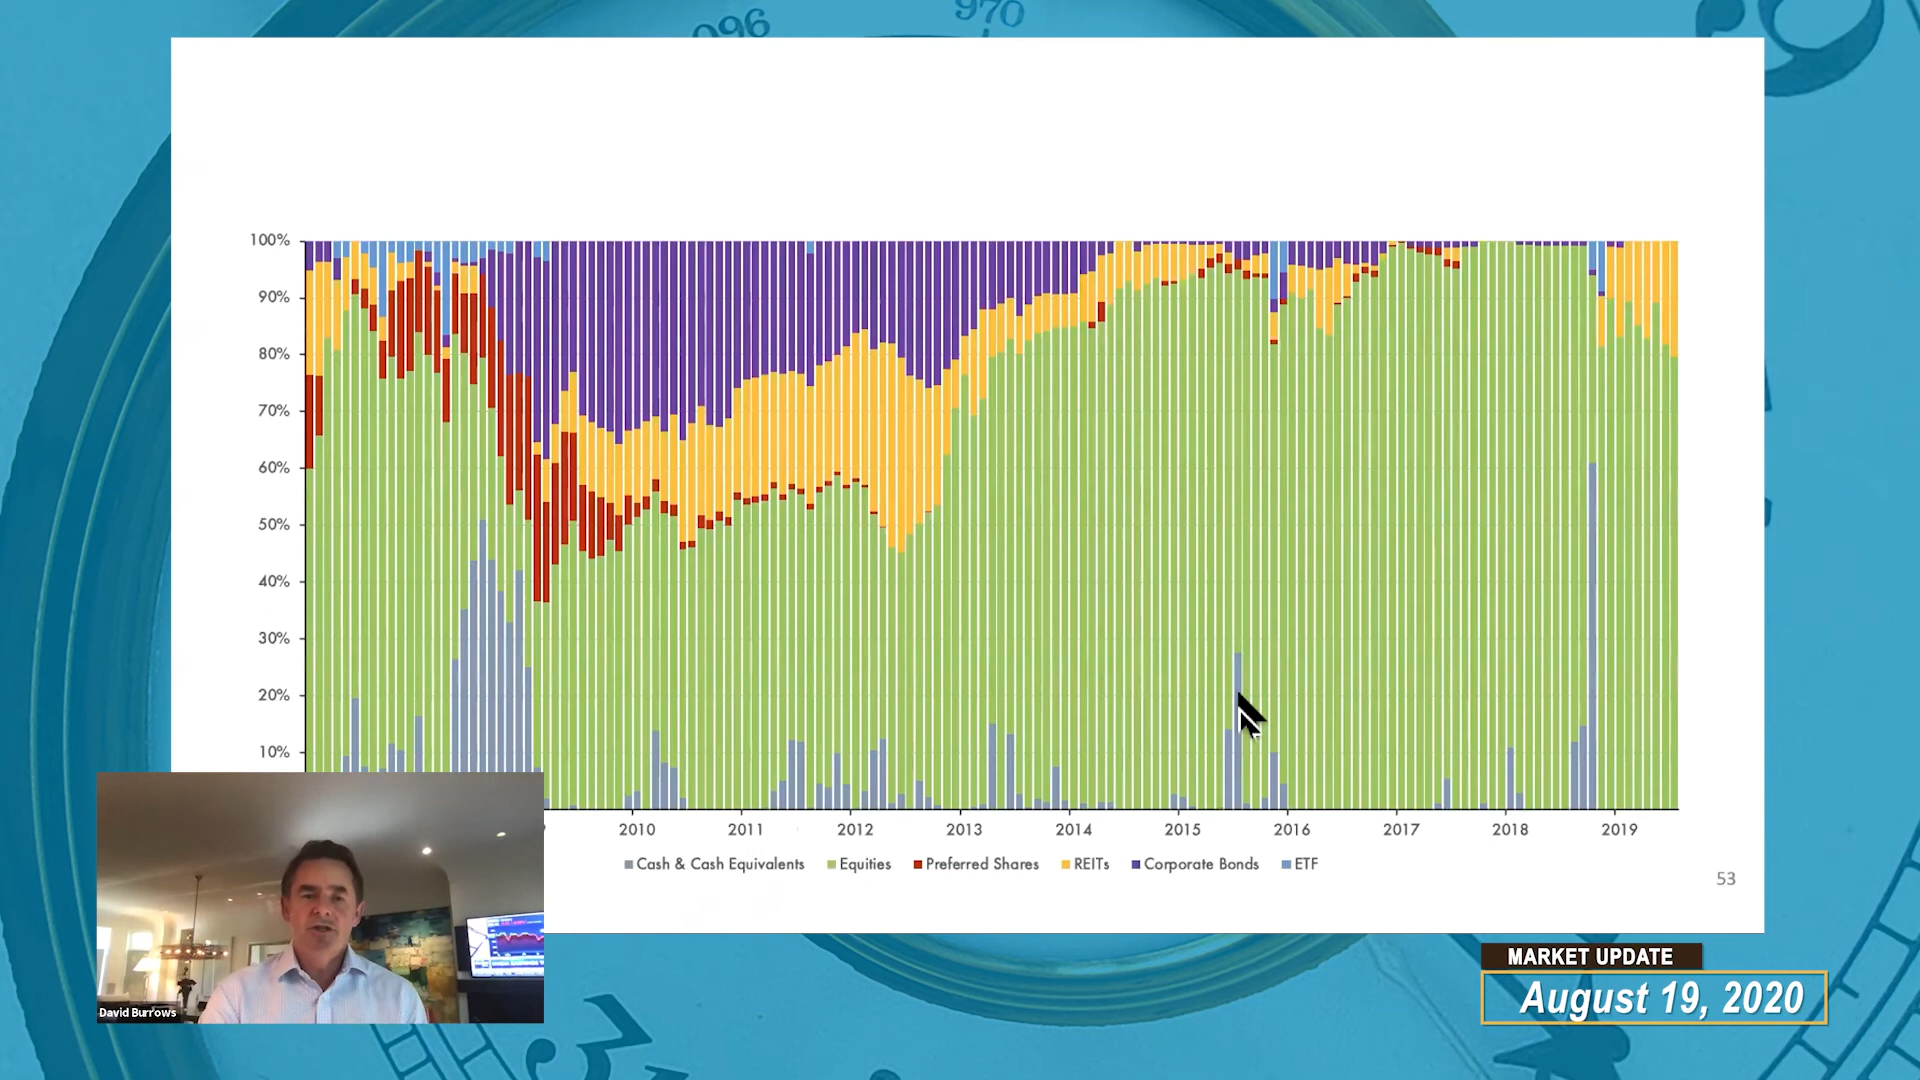 096
970
100%
90%
80%
70%
60%
50%
40%
30%
20%
10%
2010 2011 2012 2013 2014 2015 2016 2017 2018 2019
Cash & Cash Equivalents Equities Preferred Shares REITs Corporate Bonds ETF
53
David Burrows
MARKET UPDATE
August 19, 2020